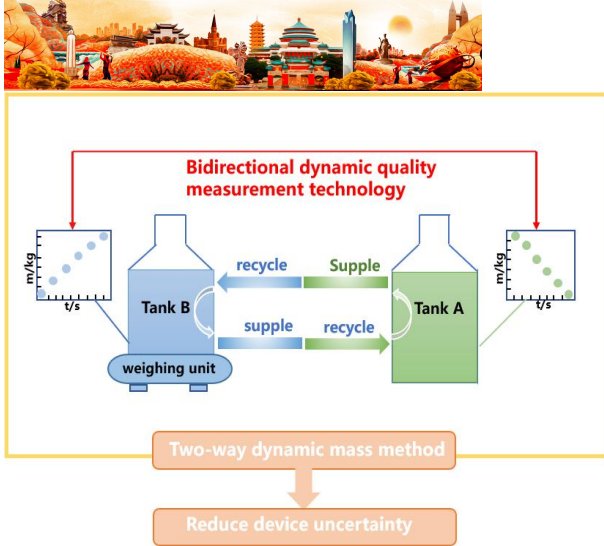 Bidirectional dynamic quality
measurement technology
m/kg
t/s
recycle
Supple
m/kg
t/s
Tank B
Tank A
supple
recycle
weighing unit
Two-way dynamic mass method
Reduce device uncertainty